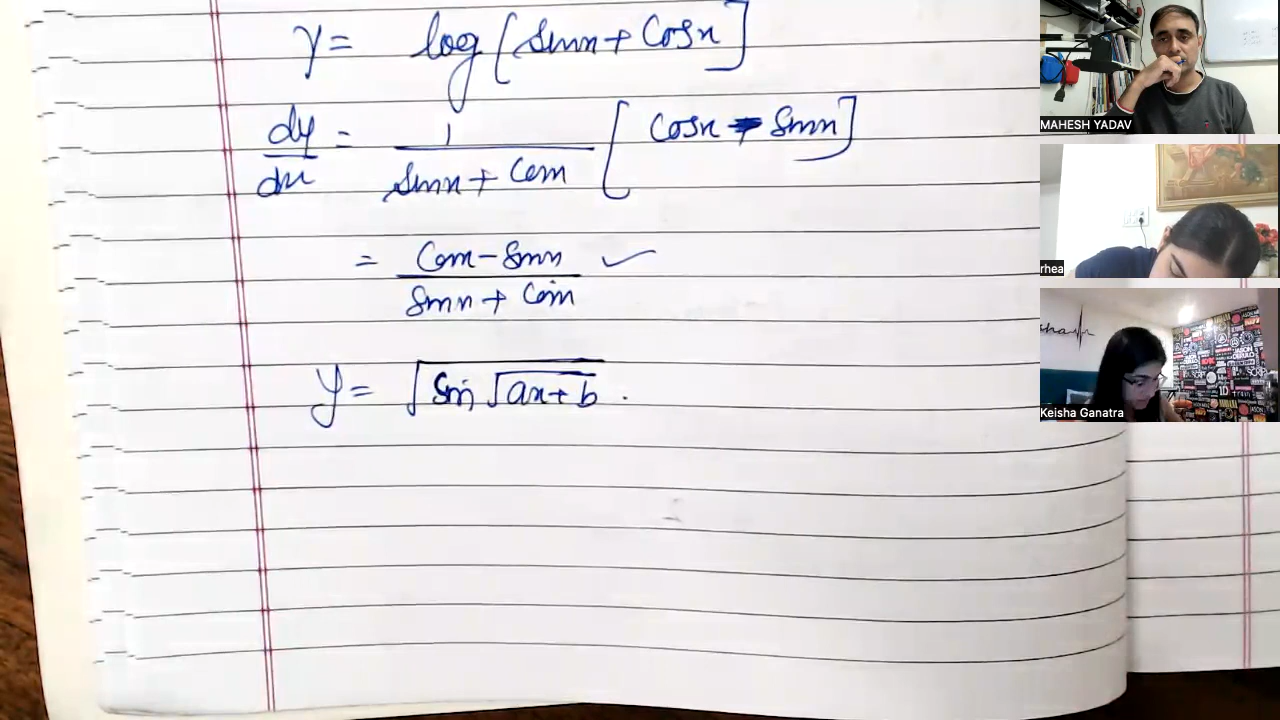 y = log [sinx + Cosx]
dy/dx = 1/(sinx + Cosx) [Cosx - sinx]
= (Cosx - sinx)/(sinx + Cosx) ✓
y = √(sin √(ax+b)) .
MAHESH YADAV
rhea
Keisha Ganatra